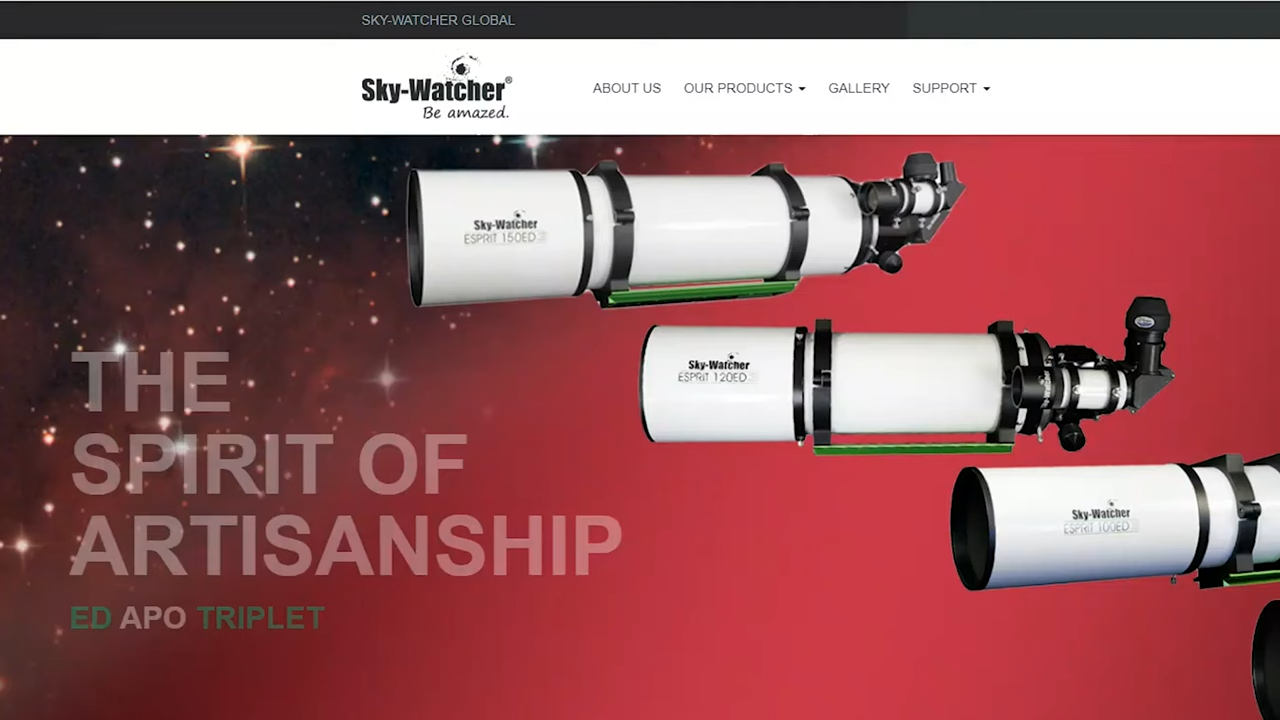 SKY-WATCHER GLOBAL
Sky-Watcher®
Be amazed.
ABOUT US
OUR PRODUCTS
GALLERY
SUPPORT
Sky-Watcher
ESPRIT 150ED
Sky-Watcher
ESPRIT 120ED
Sky-Watcher
ESPRIT 100ED
THE
SPIRIT OF
ARTISANSHIP
ED APO TRIPLET